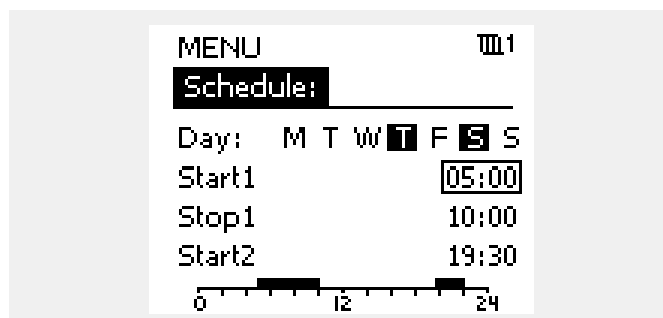 MENU 1
Schedule:
Day: M T W T F S S
Start1 05:00
Stop1 10:00
Start2 19:30
0 12 24